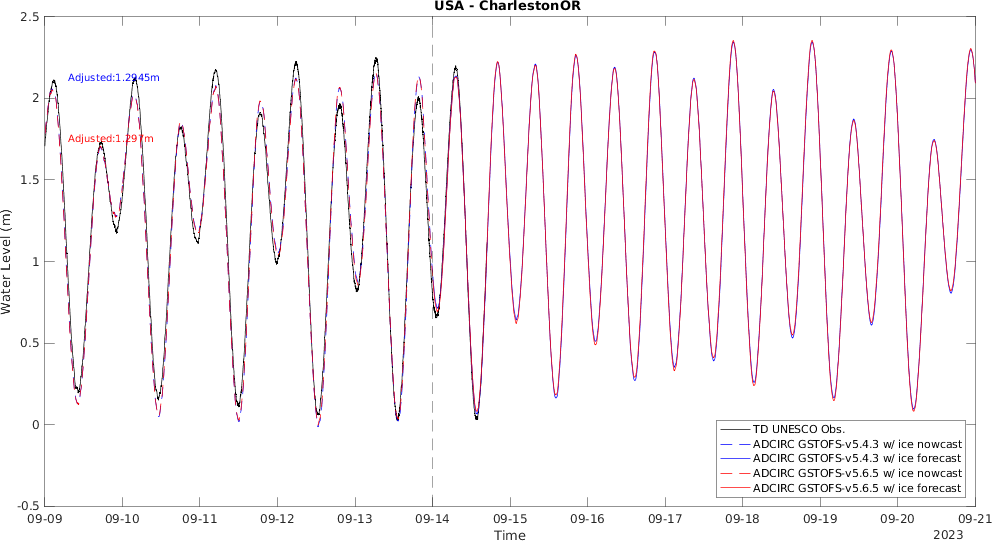 USA - CharlestonOR
2.5
2
1.5
1
0.5
0
-0.5
Water Level (m)
Adjusted:1.2945m
Adjusted:1.297m
TD UNESCO Obs.
ADCIRC GSTOFS-v5.4.3 w/ ice nowcast
ADCIRC GSTOFS-v5.4.3 w/ ice forecast
ADCIRC GSTOFS-v5.6.5 w/ ice nowcast
ADCIRC GSTOFS-v5.6.5 w/ ice forecast
09-09 09-10 09-11 09-12 09-13 09-14 09-15 09-16 09-17 09-18 09-19 09-20 09-21
Time
2023